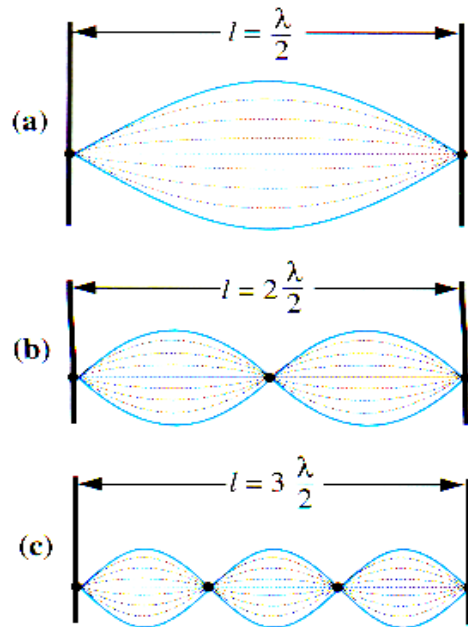 l = λ/2
(a)
l = 2 λ/2
(b)
l = 3 λ/2
(c)